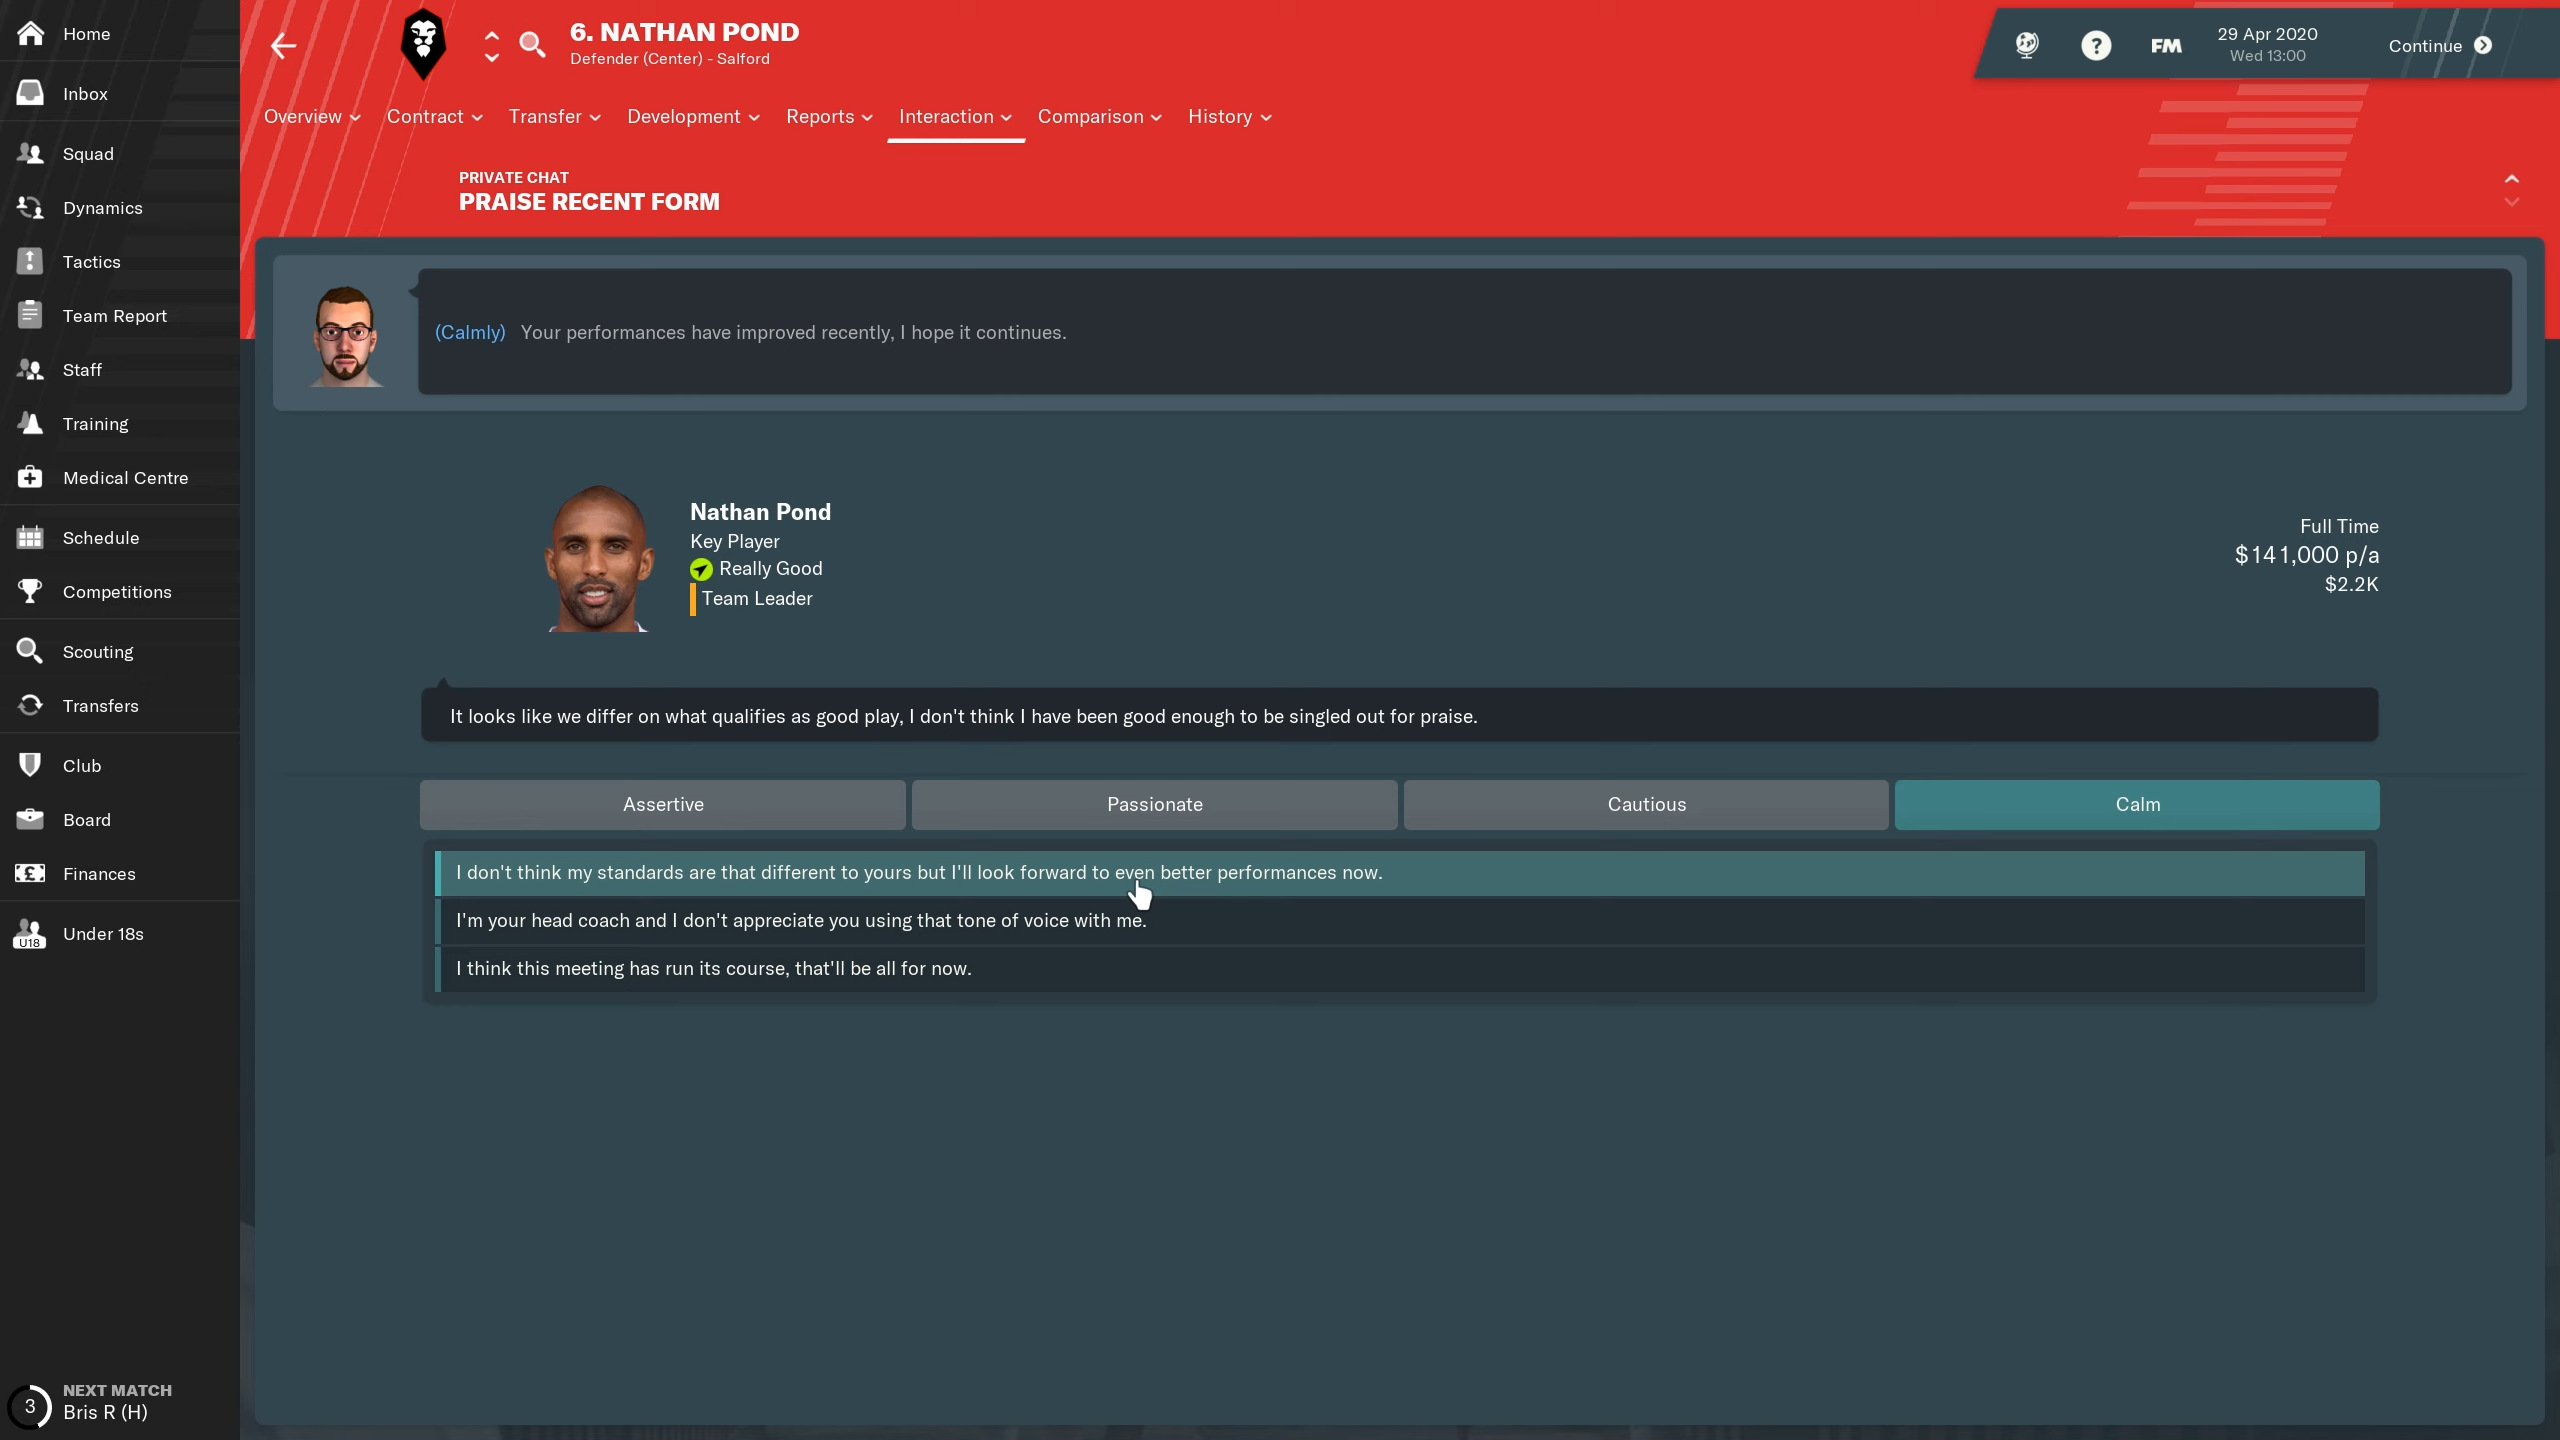 Home
Inbox
Squad
Dynamics
Tactics
Team Report
Staff
Training
Medical Centre
Schedule
Competitions
Scouting
Transfers
Club
Board
Finances
U18 Under 18s
3 NEXT MATCH
Bris R (H)
6. NATHAN POND
Defender (Center) - Salford
? FM 29 Apr 2020 Continue
Wed 13:00
Overview Contract Transfer Development Reports Interaction Comparison History
PRIVATE CHAT
PRAISE RECENT FORM
(Calmly) Your performances have improved recently, I hope it continues.
Nathan Pond
Key Player
Really Good
Team Leader
Full Time
$141,000 p/a
$2.2K
It looks like we differ on what qualifies as good play, I don't think I have been good enough to be singled out for praise.
Assertive Passionate Cautious Calm
I don't think my standards are that different to yours but I'll look forward to even better performances now.
I'm your head coach and I don't appreciate you using that tone of voice with me.
I think this meeting has run its course, that'll be all for now.